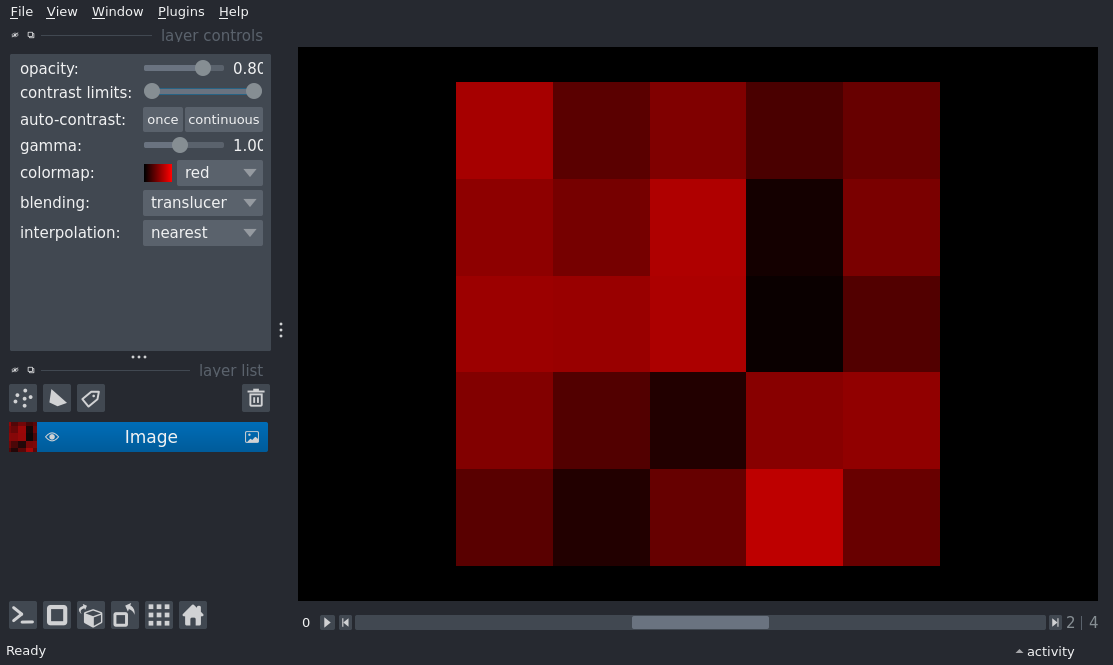 File View Window Plugins Help
layer controls
opacity: 0.80
contrast limits:
auto-contrast: once continuous
gamma: 1.00
colormap: red
blending: translucer
interpolation: nearest
layer list
Image
0 2 | 4
Ready
activity